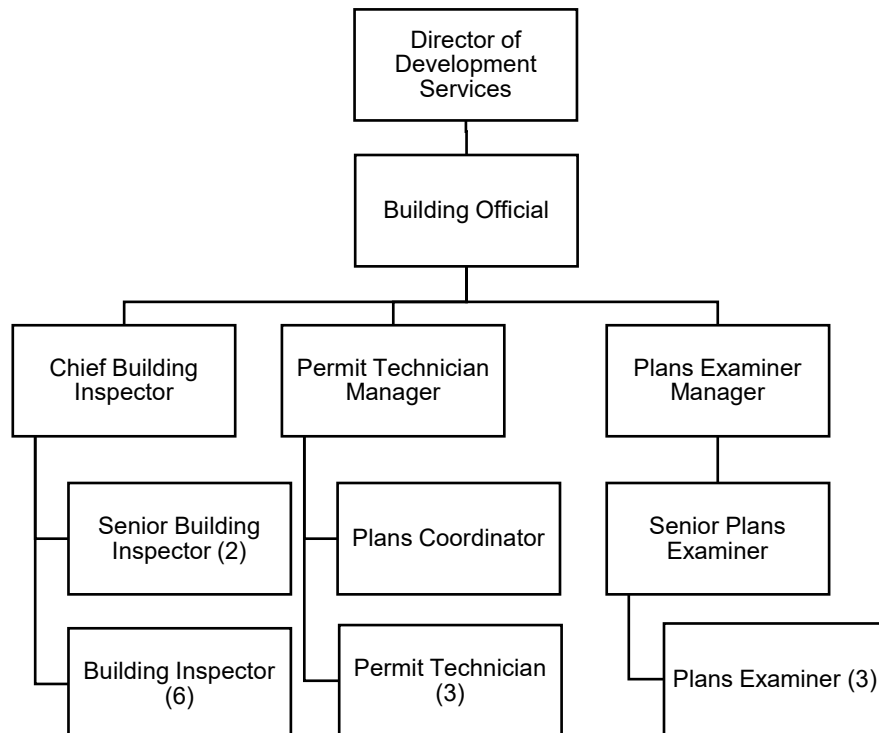 Director of
Development
Services
Building Official
Chief Building
Inspector
Permit Technician
Manager
Plans Examiner
Manager
Senior Building
Inspector (2)
Plans Coordinator
Senior Plans
Examiner
Building Inspector
(6)
Permit Technician
(3)
Plans Examiner (3)